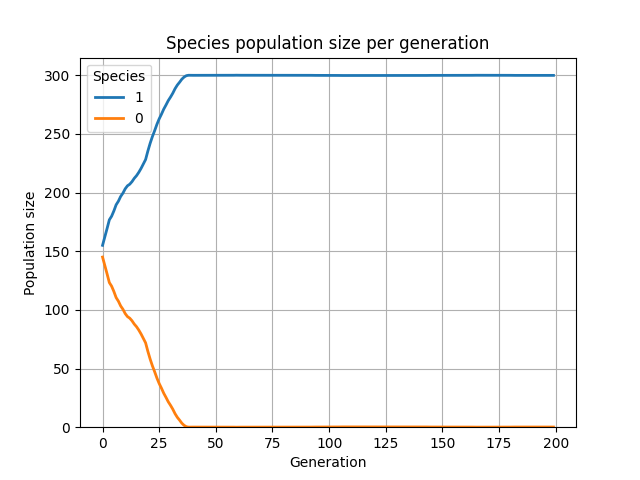 Species population size per generation
Species
1
0
Population size
300
250
200
150
100
50
0
0 25 50 75 100 125 150 175 200
Generation